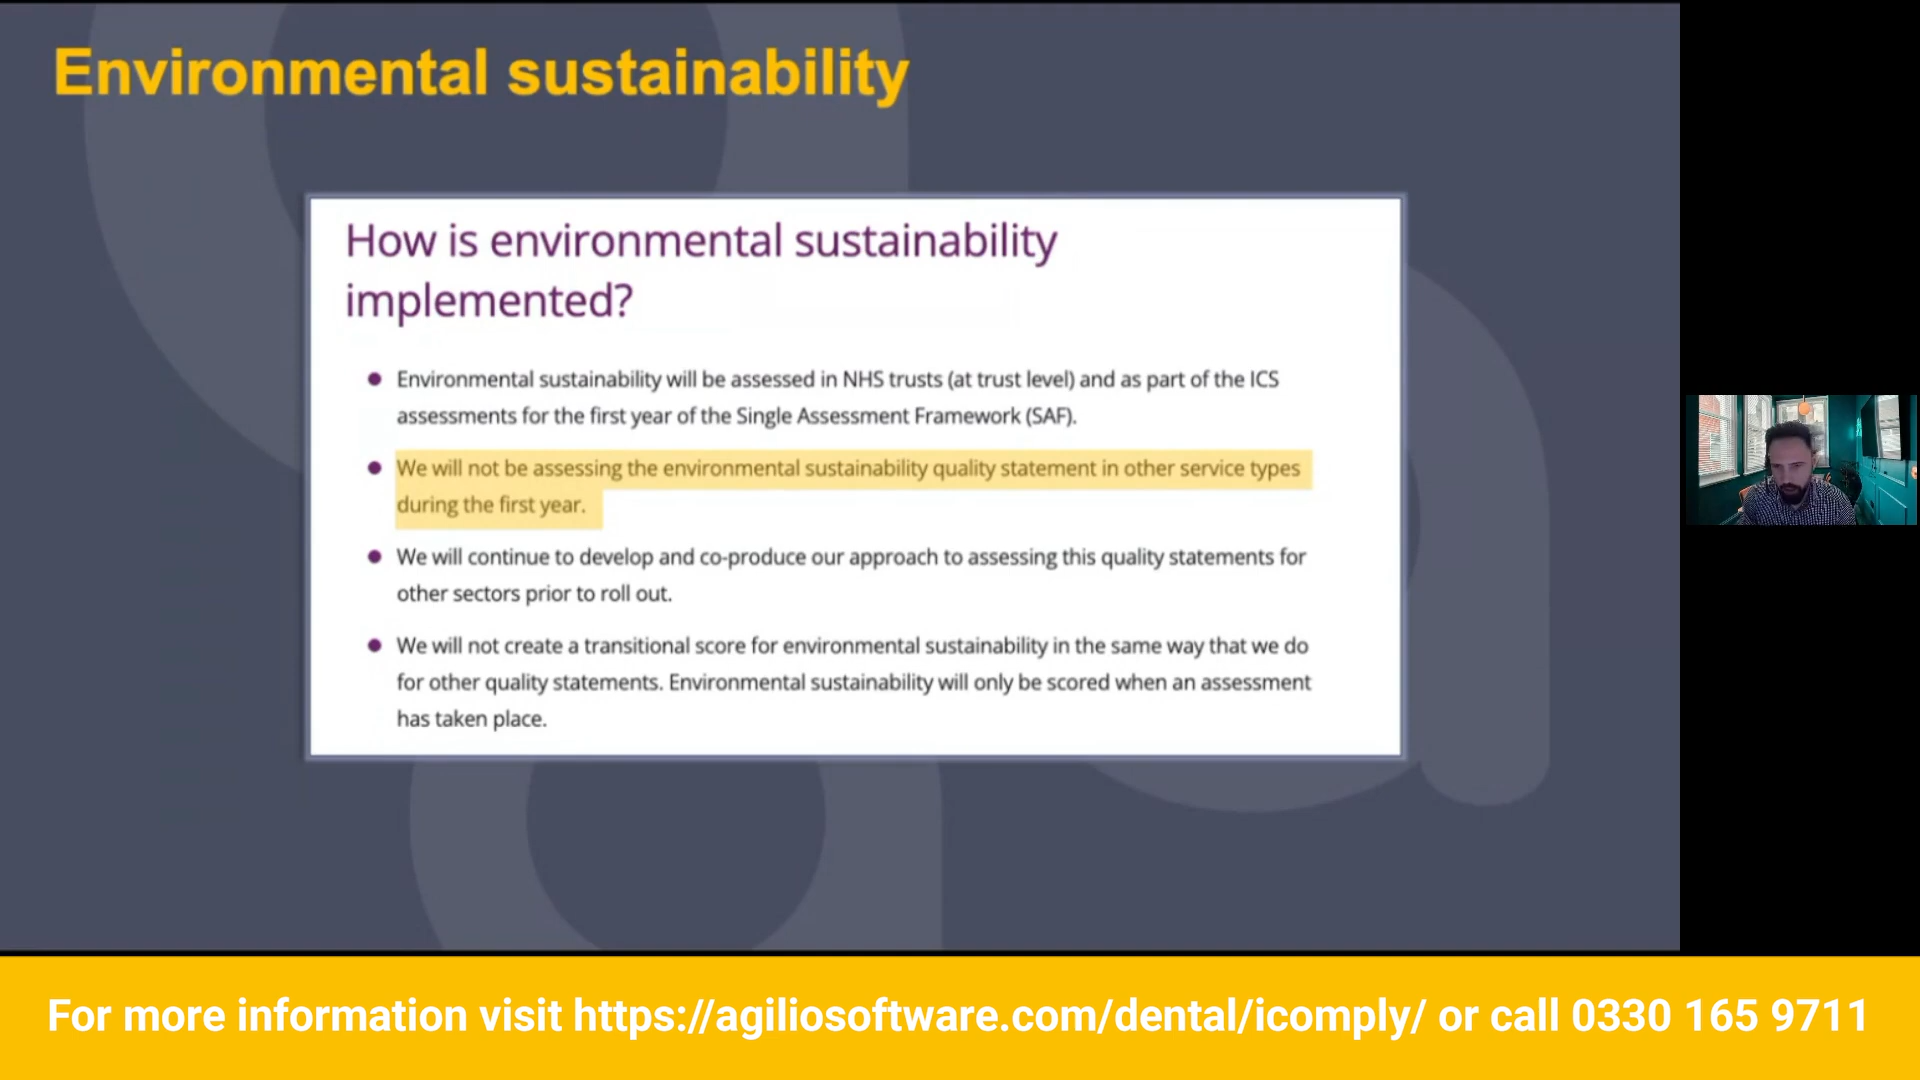 Environmental sustainability
How is environmental sustainability
implemented?
Environmental sustainability will be assessed in NHS trusts (at trust level) and as part of the ICS
assessments for the first year of the Single Assessment Framework (SAF).
We will not be assessing the environmental sustainability quality statement in other service types
during the first year.
We will continue to develop and co-produce our approach to assessing this quality statements for
other sectors prior to roll out.
We will not create a transitional score for environmental sustainability in the same way that we do
for other quality statements. Environmental sustainability will only be scored when an assessment
has taken place.
For more information visit https://agiliosoftware.com/dental/icomply/ or call 0330 165 9711